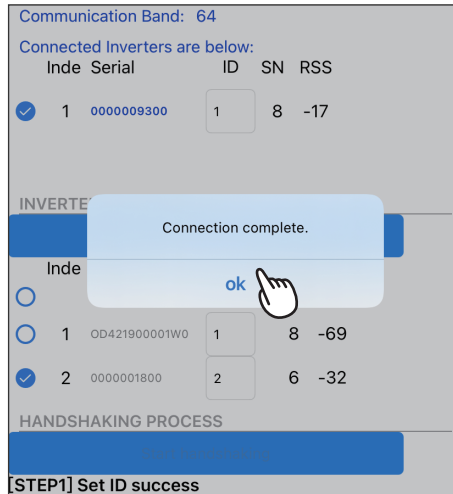 Communication Band: 64
Connected Inverters are below:
Inde Serial ID SN RSS
1 0000009300 1 8 -17
INVERTE
Connection complete.
ok
Inde
1 OD421900001W0 1 8 -69
2 0000001800 2 6 -32
HANDSHAKING PROCESS
[STEP1] Set ID success